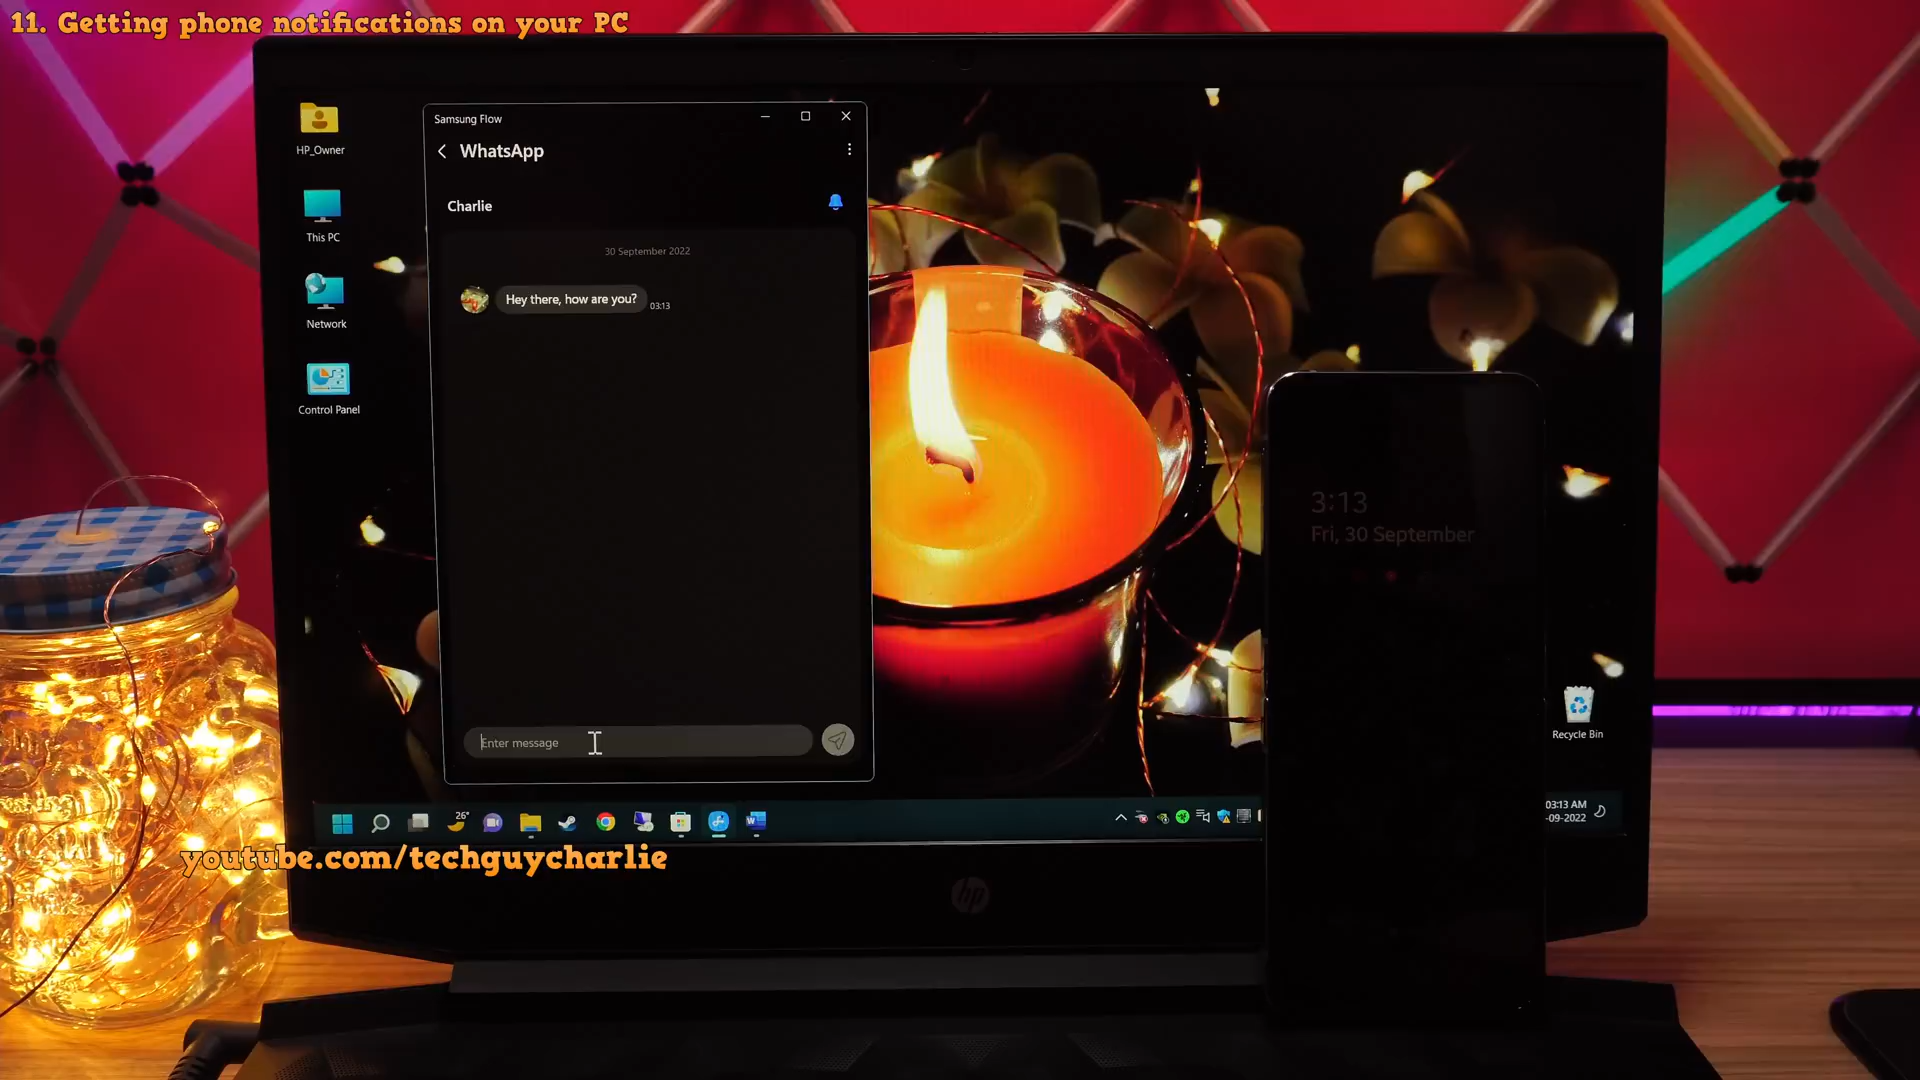 11. Getting phone notifications on your PC
HP_Owner
This PC
Network
Control Panel
Samsung Flow
WhatsApp
Charlie
30 September 2022
Hey there, how are you?
03:13
Enter message
3:13
Fri, 30 September
Recycle Bin
26°
03:13 AM
-09-2022
youtube.com/techguycharlie
hp